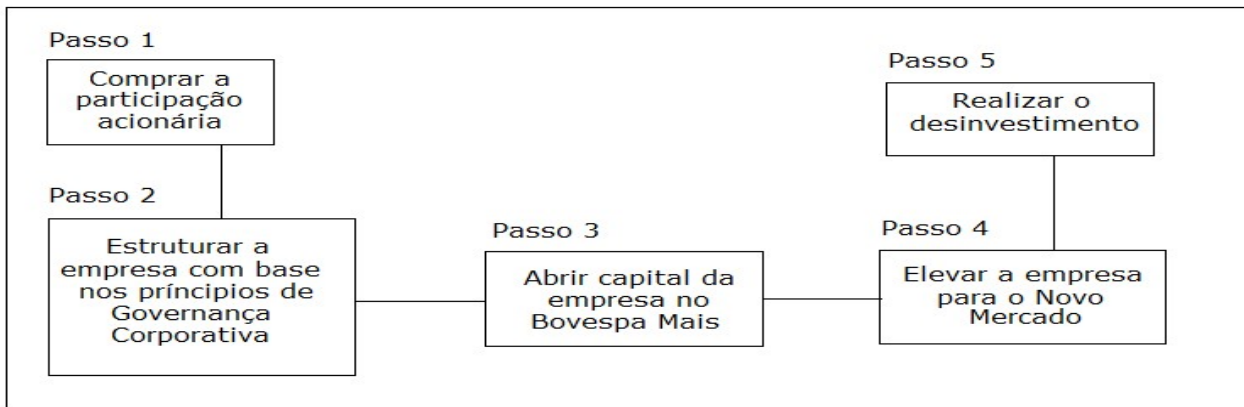 Passo 1
Comprar a
participação
acionária
Passo 2
Estruturar a
empresa com base
nos príncipios de
Governança
Corporativa
Passo 3
Abrir capital da
empresa no
Bovespa Mais
Passo 4
Elevar a empresa
para o Novo
Mercado
Passo 5
Realizar o
desinvestimento